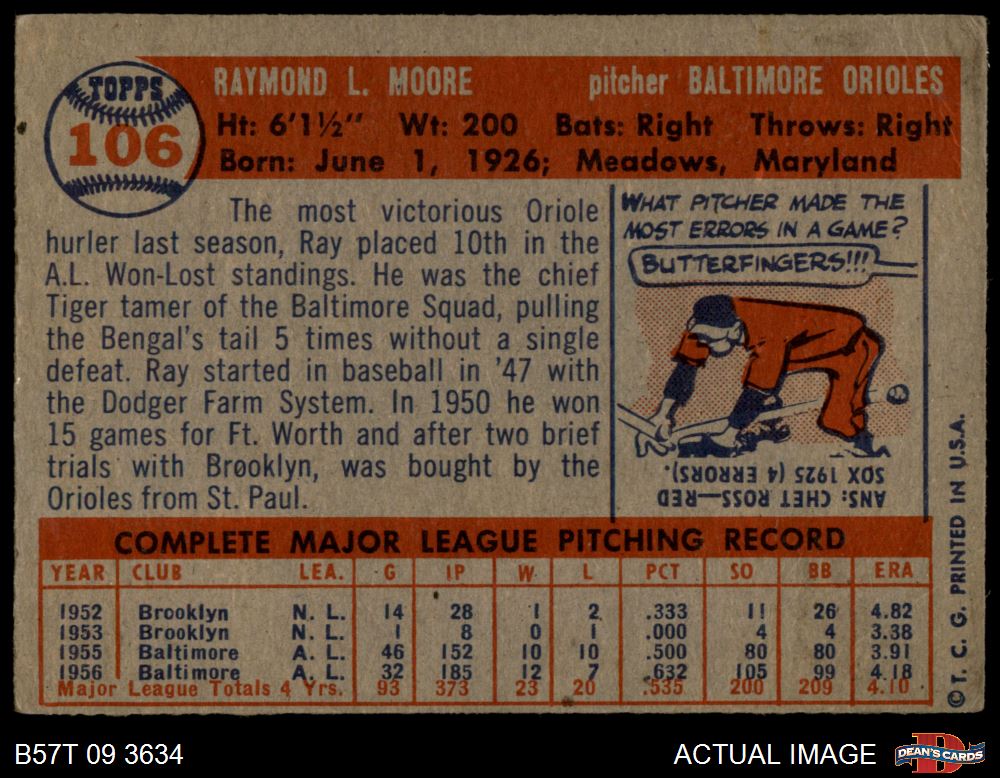 TOPPS
106
RAYMOND L. MOORE pitcher BALTIMORE ORIOLES
Ht: 6'1½" Wt: 200 Bats: Right Throws: Right
Born: June 1, 1926; Meadows, Maryland
The most victorious Oriole
hurler last season, Ray placed 10th in the
A.L. Won-Lost standings. He was the chief
Tiger tamer of the Baltimore Squad, pulling
the Bengal's tail 5 times without a single
defeat. Ray started in baseball in '47 with
the Dodger Farm System. In 1950 he won
15 games for Ft. Worth and after two brief
trials with Brooklyn, was bought by the
Orioles from St. Paul.
WHAT PITCHER MADE THE
MOST ERRORS IN A GAME?
BUTTERFINGERS!!!
ANS: CHET ROSS—RED
SOX 1925 (4 ERRORS).
COMPLETE MAJOR LEAGUE PITCHING RECORD
YEAR CLUB LEA. G IP W L PCT SO BB ERA
1952 Brooklyn N. L. 14 28 1 2 .333 11 26 4.82
1953 Brooklyn N. L. 1 8 0 1 .000 4 4 3.38
1955 Baltimore A. L. 46 152 10 10 .500 80 80 3.91
1956 Baltimore A. L. 32 185 12 7 .632 105 99 4.18
Major League Totals 4 Yrs. 93 373 23 20 .535 200 209 4.10
© T. C. G. PRINTED IN U.S.A.
B57T 09 3634
ACTUAL IMAGE
DEAN'S CARDS